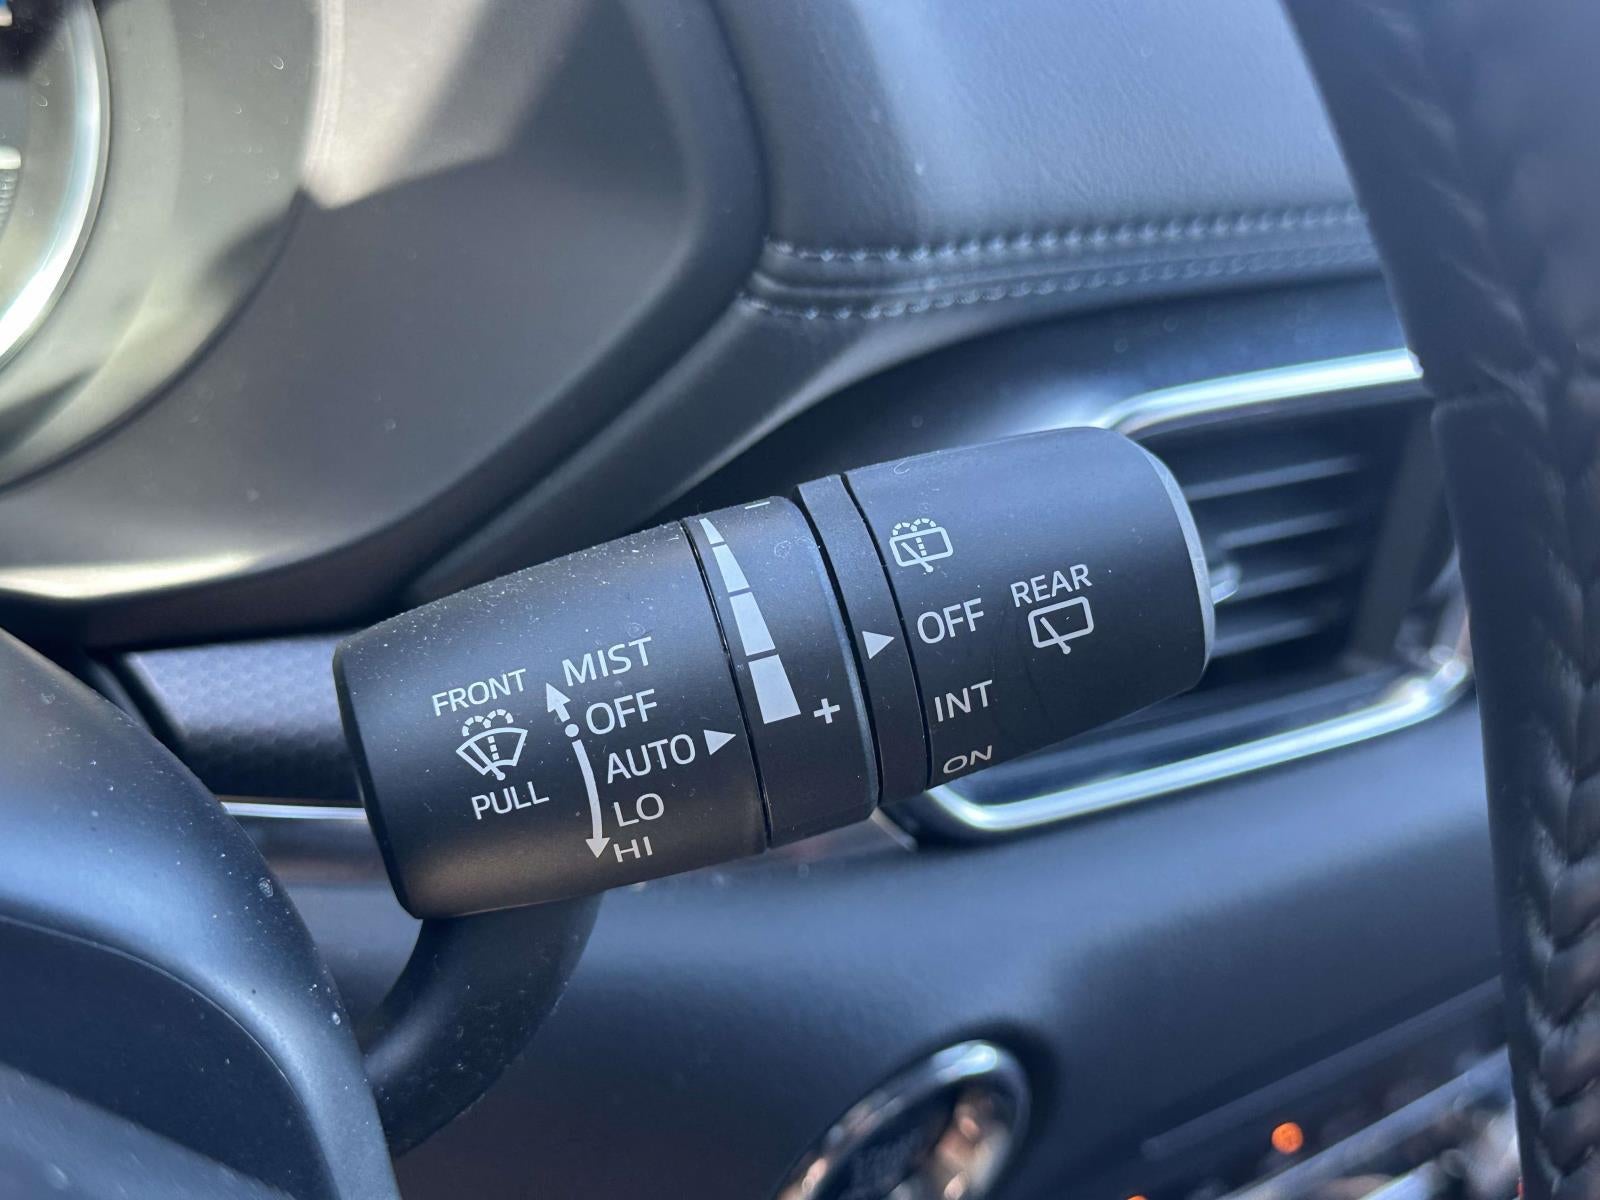 FRONT
PULL
MIST
OFF
AUTO
LO
HI
−
+
OFF
INT
ON
REAR